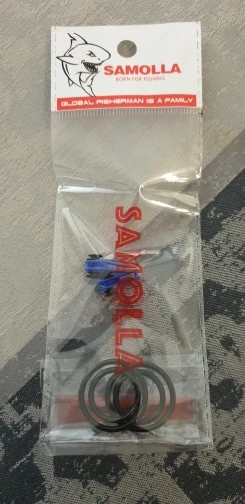 SAMOLLA
BORN FOR FISHING
GLOBAL FISHERMAN IS A FAMILY
SAMOLLA